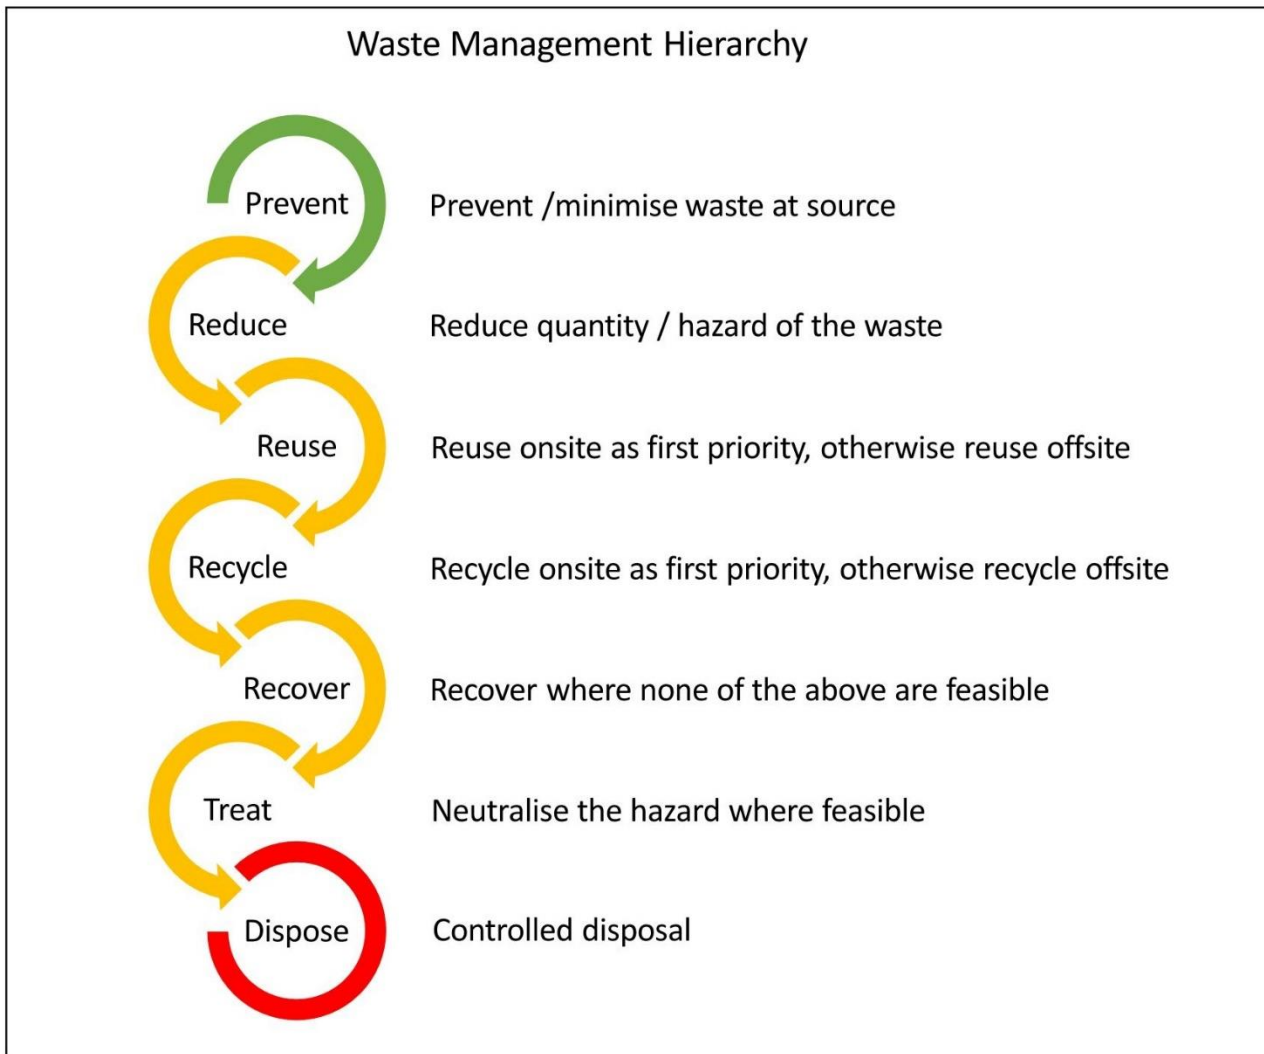 Waste Management Hierarchy
Prevent
Prevent /minimise waste at source
Reduce
Reduce quantity / hazard of the waste
Reuse
Reuse onsite as first priority, otherwise reuse offsite
Recycle
Recycle onsite as first priority, otherwise recycle offsite
Recover
Recover where none of the above are feasible
Treat
Neutralise the hazard where feasible
Dispose
Controlled disposal